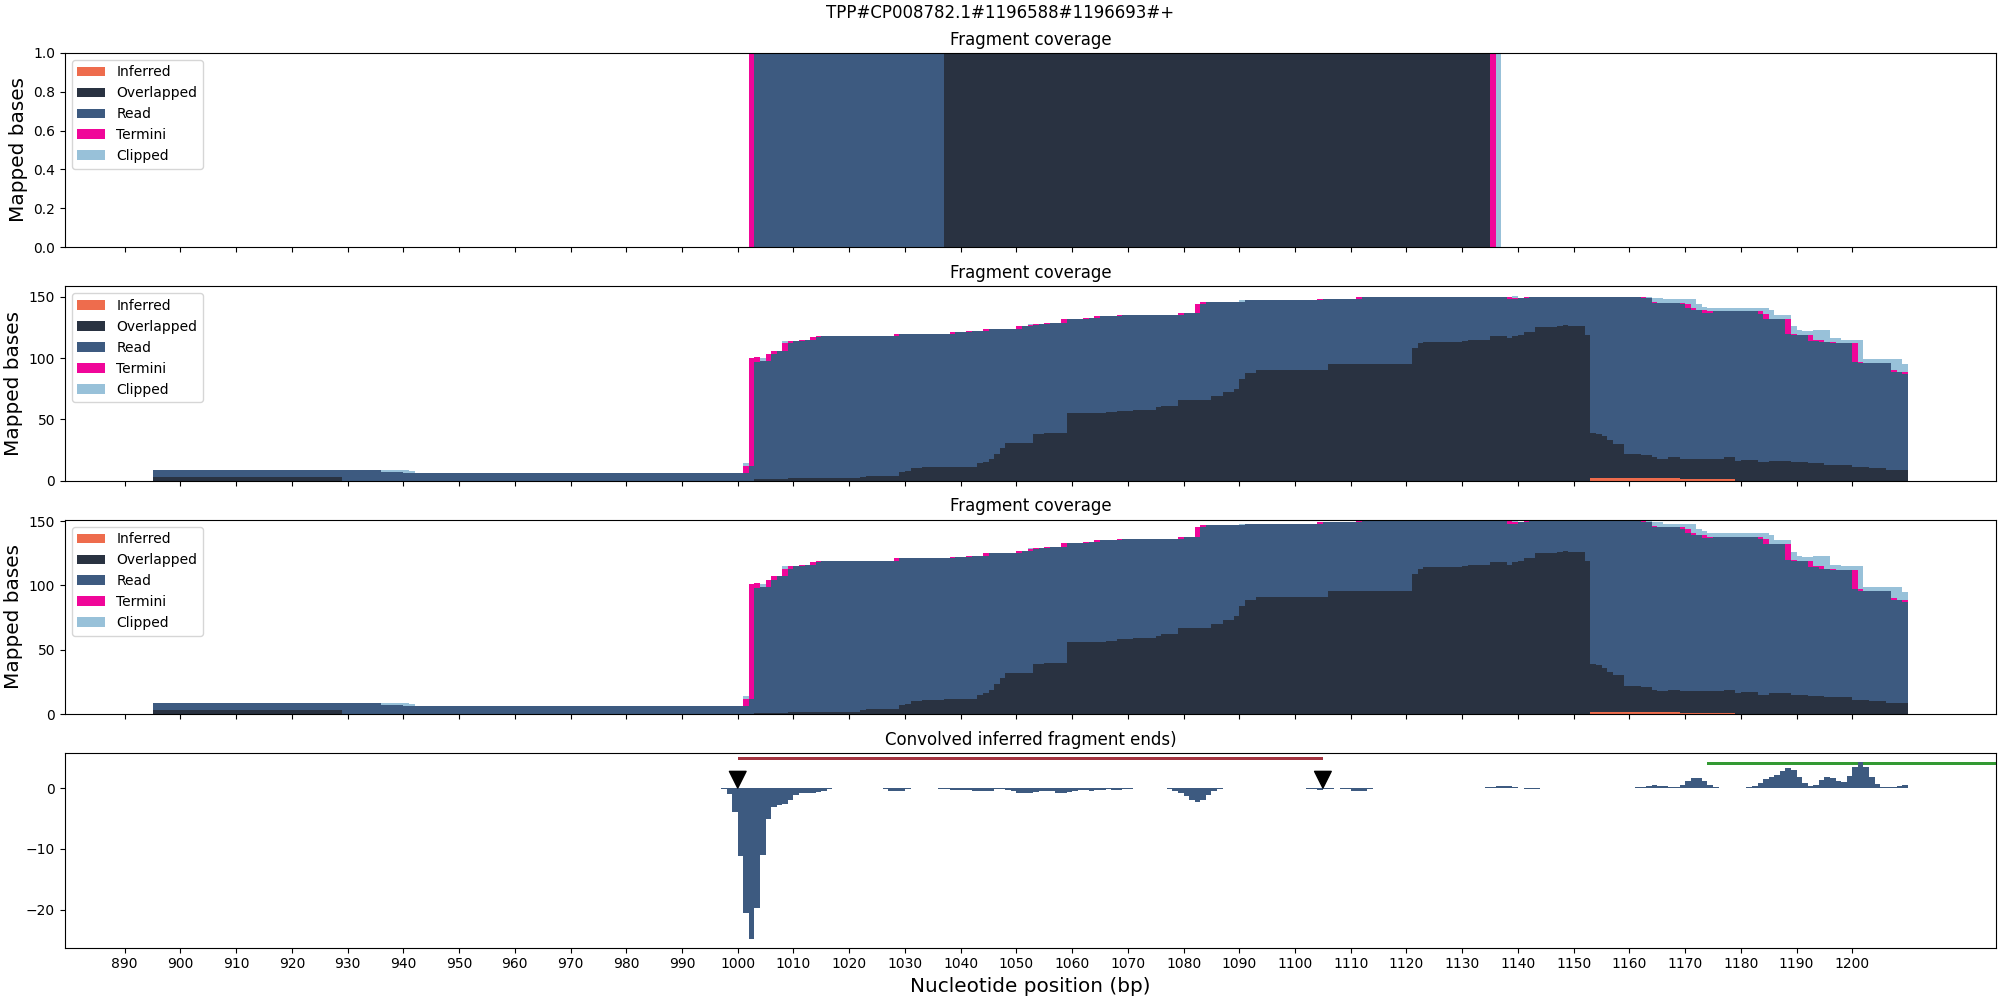 TPP#CP008782.1#1196588#1196693#+
Fragment coverage
Mapped bases
1.0
0.8
0.6
0.4
0.2
0.0
Inferred
Overlapped
Read
Termini
Clipped
Fragment coverage
Mapped bases
150
100
50
0
Inferred
Overlapped
Read
Termini
Clipped
Fragment coverage
Mapped bases
150
100
50
0
Inferred
Overlapped
Read
Termini
Clipped
Convolved inferred fragment ends)
0
−10
−20
890 900 910 920 930 940 950 960 970 980 990 1000 1010 1020 1030 1040 1050 1060 1070 1080 1090 1100 1110 1120 1130 1140 1150 1160 1170 1180 1190 1200
Nucleotide position (bp)